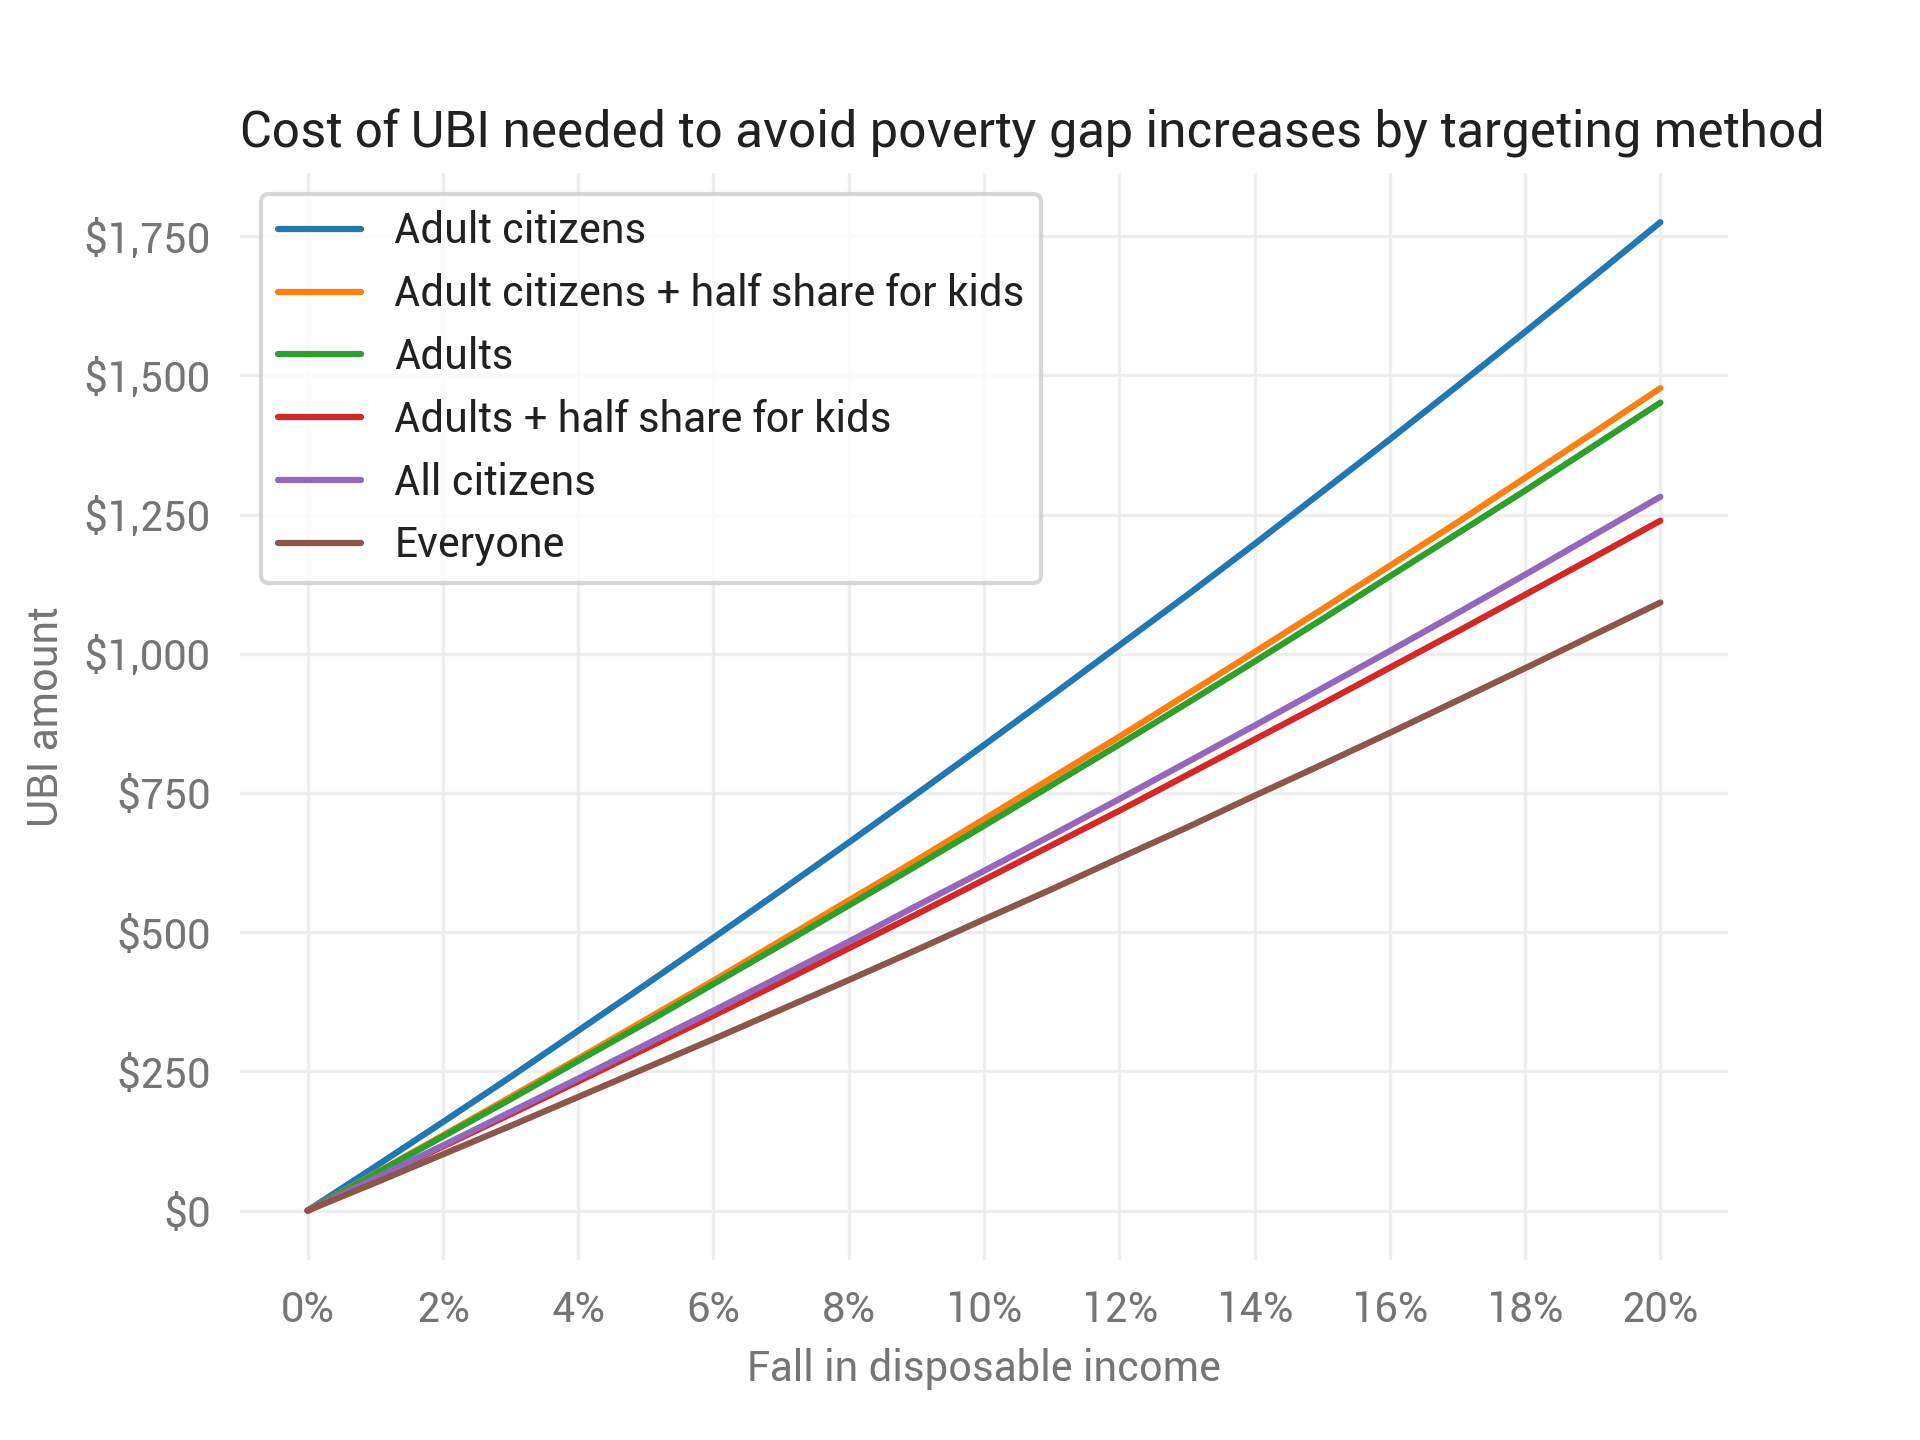 Cost of UBI needed to avoid poverty gap increases by targeting method
Adult citizens
Adult citizens + half share for kids
Adults
Adults + half share for kids
All citizens
Everyone
UBI amount
$1,750
$1,500
$1,250
$1,000
$750
$500
$250
$0
0% 2% 4% 6% 8% 10% 12% 14% 16% 18% 20%
Fall in disposable income